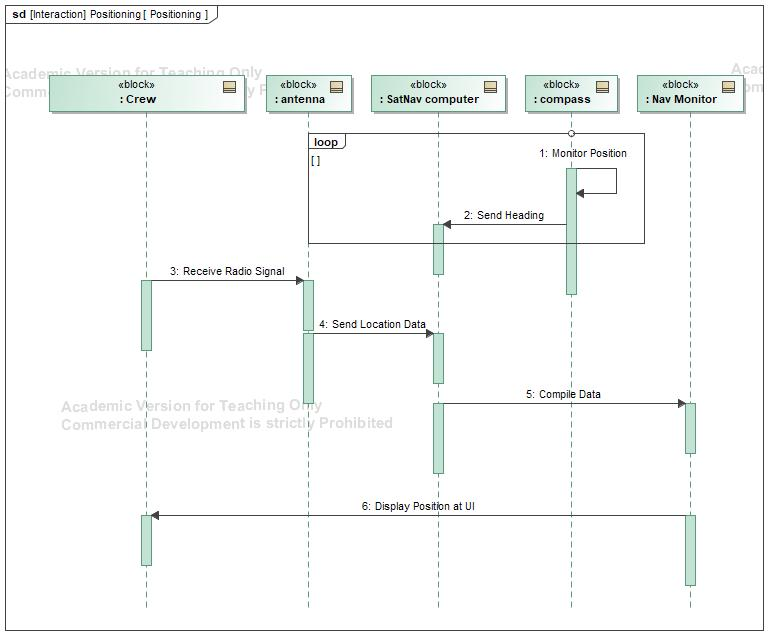 sd [Interaction] Positioning [ Positioning ]
Academic Version for Teaching Only
Acad
«block»
: Crew
«block»
: antenna
«block»
: SatNav computer
«block»
: compass
«block»
: Nav Monitor
loop
[ ]
1: Monitor Position
2: Send Heading
3: Receive Radio Signal
4: Send Location Data
5: Compile Data
Academic Version for Teaching Only
Commercial Development is strictly Prohibited
6: Display Position at UI